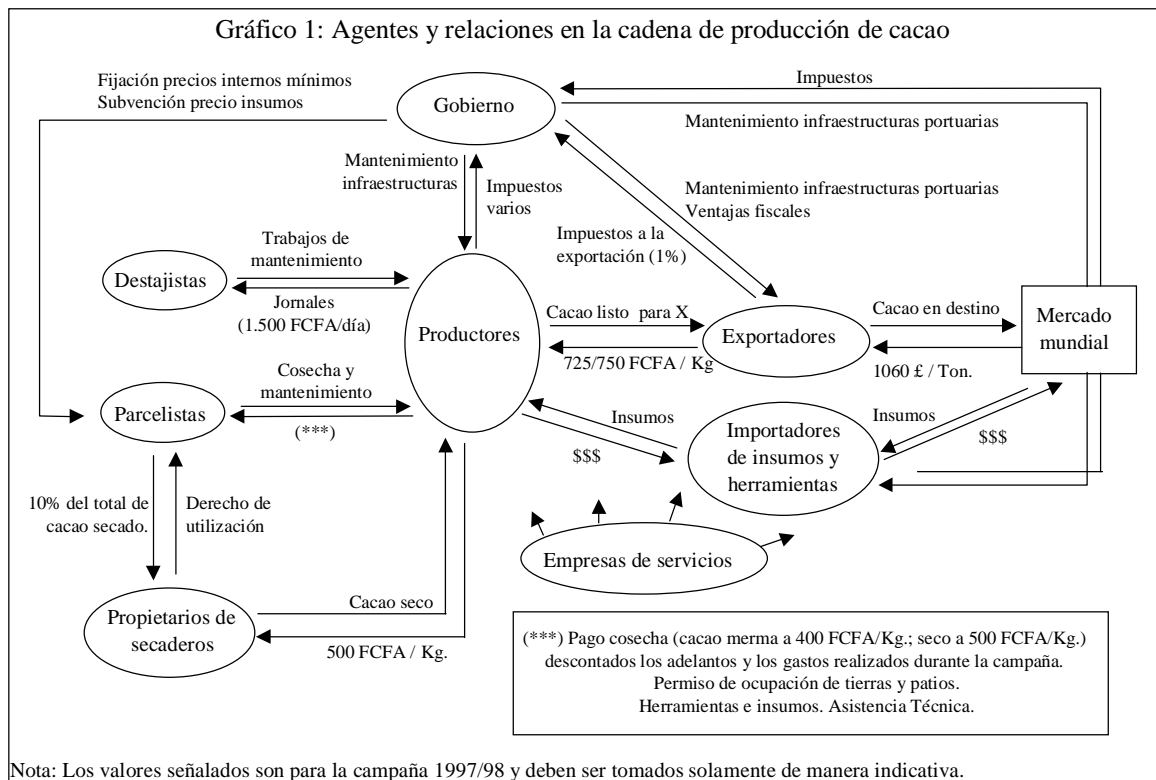 Gráfico 1: Agentes y relaciones en la cadena de producción de cacao
Fijación precios internos mínimos
Subvención precio insumos
Gobierno
Impuestos
Mantenimiento infraestructuras portuarias
Mantenimiento
infraestructuras
Impuestos
varios
Mantenimiento infraestructuras portuarias
Ventajas fiscales
Impuestos a la
exportación (1%)
Destajistas
Trabajos de
mantenimiento
Jornales
(1.500 FCFA/día)
Productores
Cacao listo para X
725/750 FCFA / Kg
Exportadores
Cacao en destino
1060 £ / Ton.
Mercado
mundial
Parcelistas
Cosecha y
mantenimiento
(***)
Insumos
$$$
Importadores
de insumos y
herramientas
Insumos
$$$
10% del total de
cacao secado.
Derecho de
utilización
Empresas de servicios
Propietarios de
secaderos
Cacao seco
500 FCFA / Kg.
(***) Pago cosecha (cacao merma a 400 FCFA/Kg.; seco a 500 FCFA/Kg.)
descontados los adelantos y los gastos realizados durante la campaña.
Permiso de ocupación de tierras y patios.
Herramientas e insumos. Asistencia Técnica.
Nota: Los valores señalados son para la campaña 1997/98 y deben ser tomados solamente de manera indicativa.